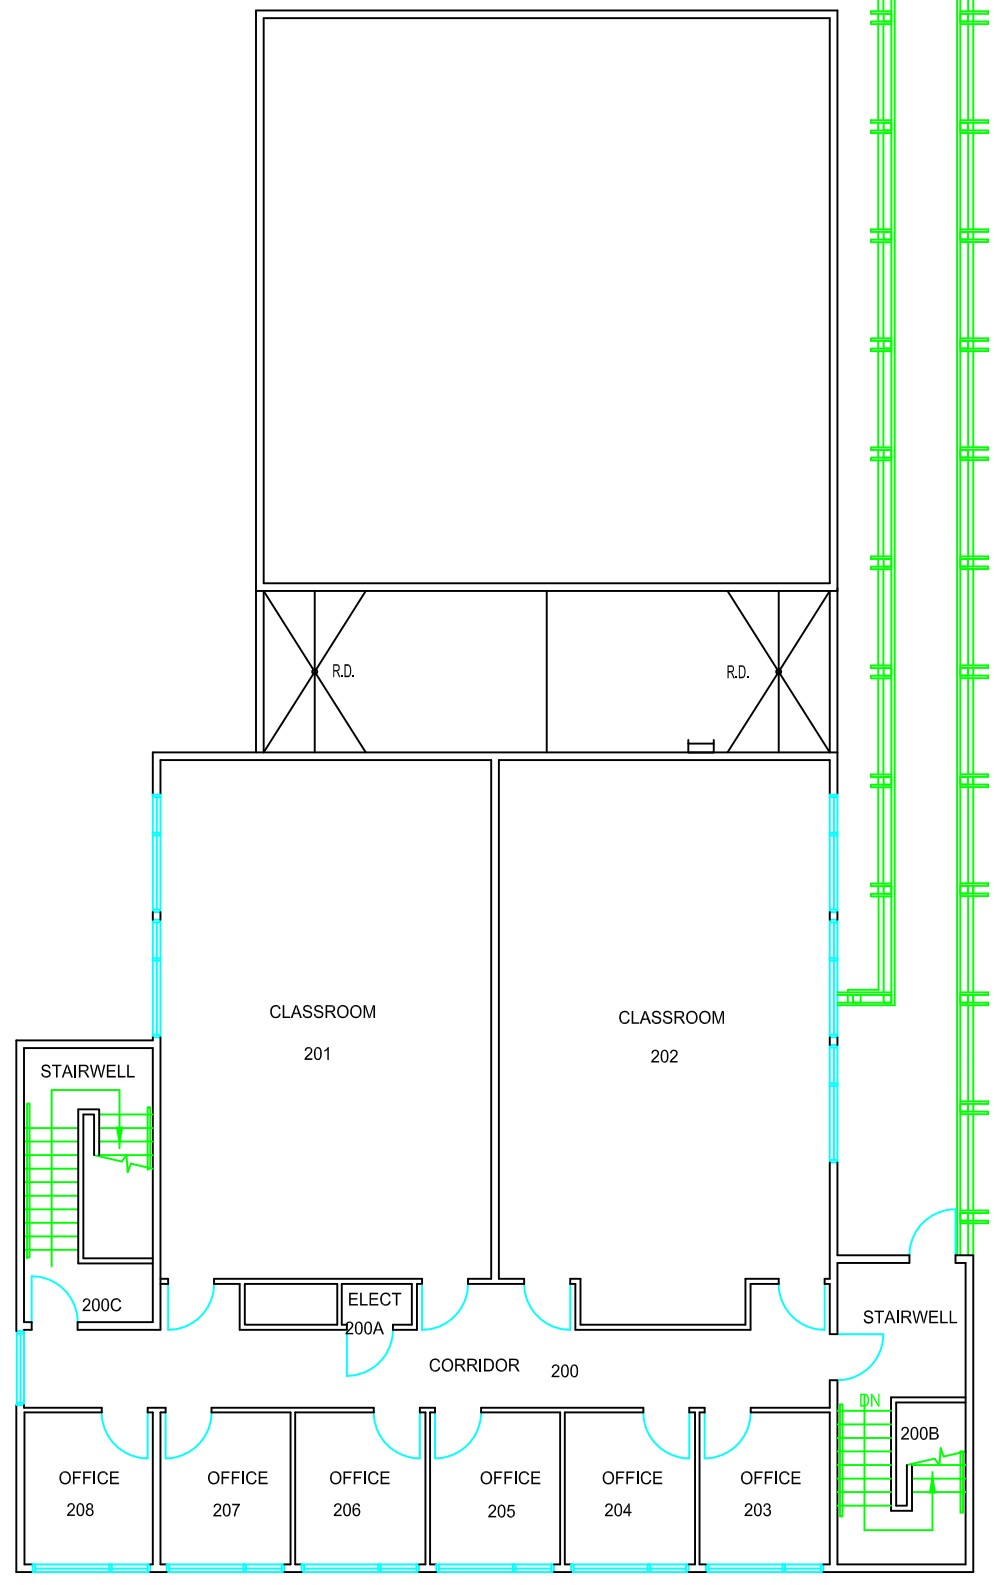 R.D.
R.D.
CLASSROOM
201
CLASSROOM
202
STAIRWELL
200C
ELECT
200A
STAIRWELL
CORRIDOR 200
DN
200B
OFFICE
208
OFFICE
207
OFFICE
206
OFFICE
205
OFFICE
204
OFFICE
203